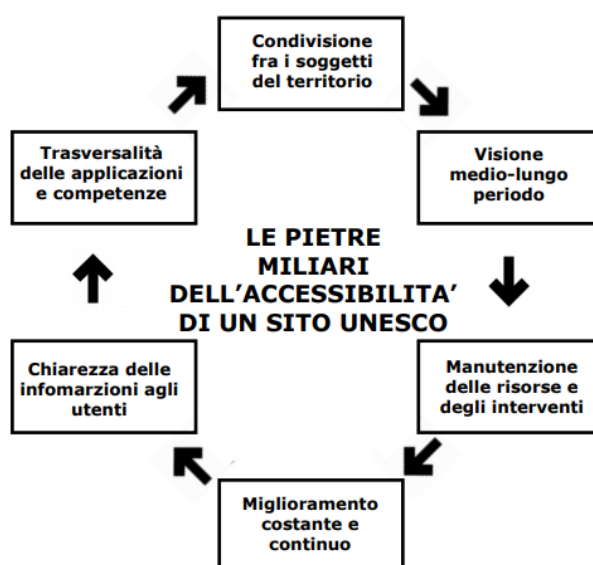 Condivisione
fra i soggetti
del territorio
Visione
medio-lungo
periodo
Manutenzione
delle risorse e
degli interventi
Miglioramento
costante e
continuo
Chiarezza delle
infomarzioni agli
utenti
Trasversalità
delle applicazioni
e competenze
LE PIETRE
MILIARI
DELL’ACCESSIBILITA’
DI UN SITO UNESCO